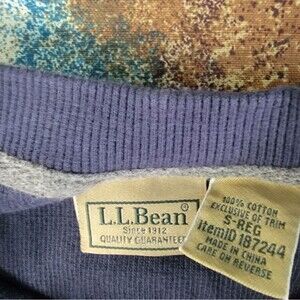 L.L.Bean®
Since 1912
QUALITY GUARANTEED
100% COTTON
EXCLUSIVE OF TRIM
S-REG
ItemID 187244
MADE IN CHINA
CARE ON REVERSE